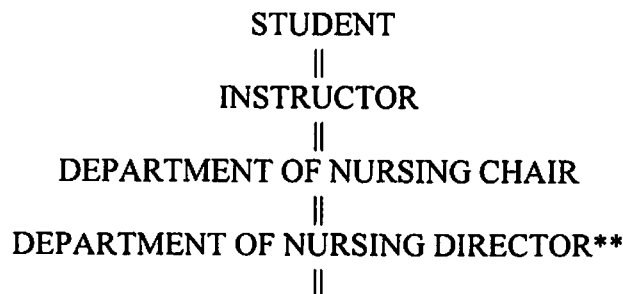 STUDENT
||
INSTRUCTOR
||
DEPARTMENT OF NURSING CHAIR
||
DEPARTMENT OF NURSING DIRECTOR**
||